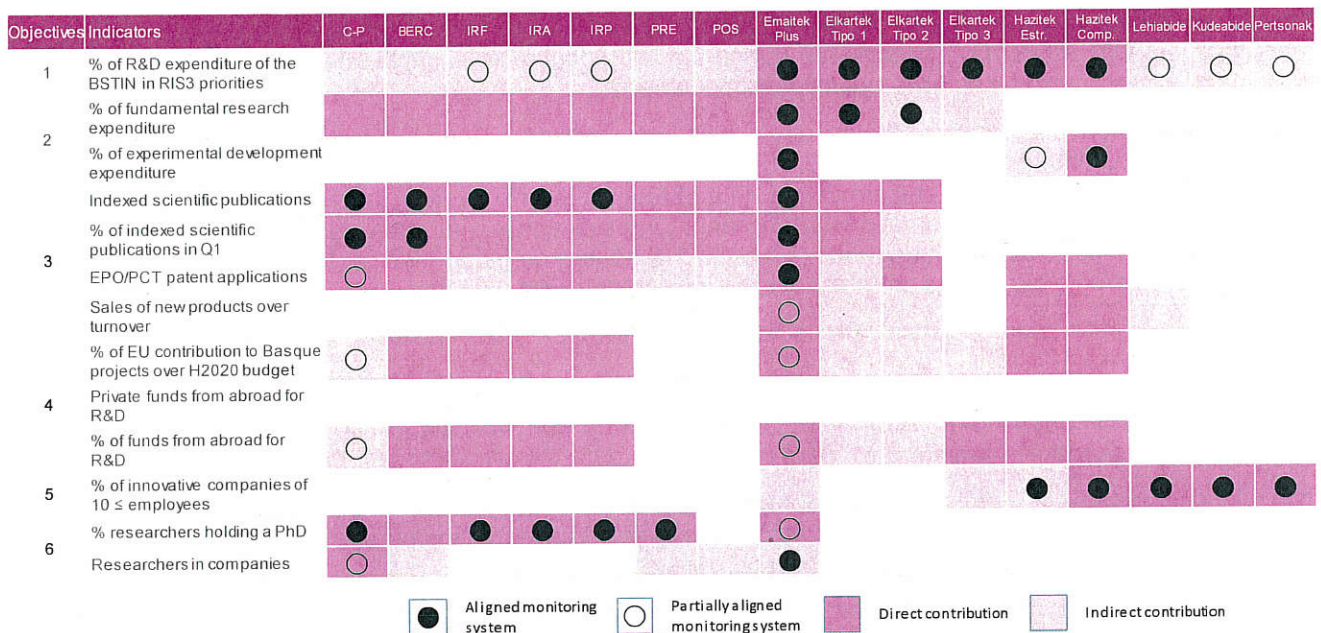 Objectives Indicators C-P BERC IRF IRA IRP PRE POS Emaitek Plus Elkartek Tipo 1 Elkartek Tipo 2 Elkartek Tipo 3 Hazitek Estr. Hazitek Comp. Lehiabide Kudeabide Pertsonak
1
% of R&D expenditure of the
BSTIN in RIS3 priorities
2
% of fundamental research
expenditure
% of experimental development
expenditure
3
Indexed scientific publications
% of indexed scientific
publications in Q1
EPO/PCT patent applications
Sales of new products over
turnover
4
% of EU contribution to Basque
projects over H2020 budget
Private funds from abroad for
R&D
% of funds from abroad for
R&D
5
% of innovative companies of
10 ≤ employees
6
% researchers holding a PhD
Researchers in companies
Aligned monitoring
system
Partially aligned
monitoring system
Direct contribution
Indirect contribution